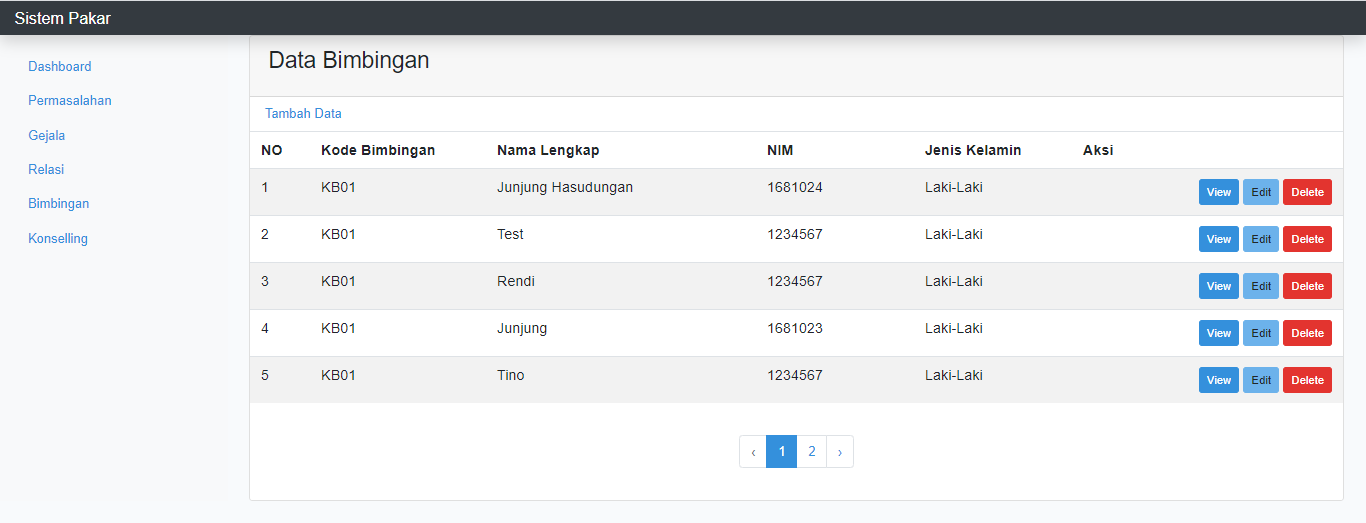 Sistem Pakar
Dashboard
Permasalahan
Gejala
Relasi
Bimbingan
Konselling
Data Bimbingan
Tambah Data
NO Kode Bimbingan Nama Lengkap NIM Jenis Kelamin Aksi
1 KB01 Junjung Hasudungan 1681024 Laki-Laki View Edit Delete
2 KB01 Test 1234567 Laki-Laki View Edit Delete
3 KB01 Rendi 1234567 Laki-Laki View Edit Delete
4 KB01 Junjung 1681023 Laki-Laki View Edit Delete
5 KB01 Tino 1234567 Laki-Laki View Edit Delete
‹ 1 2 ›